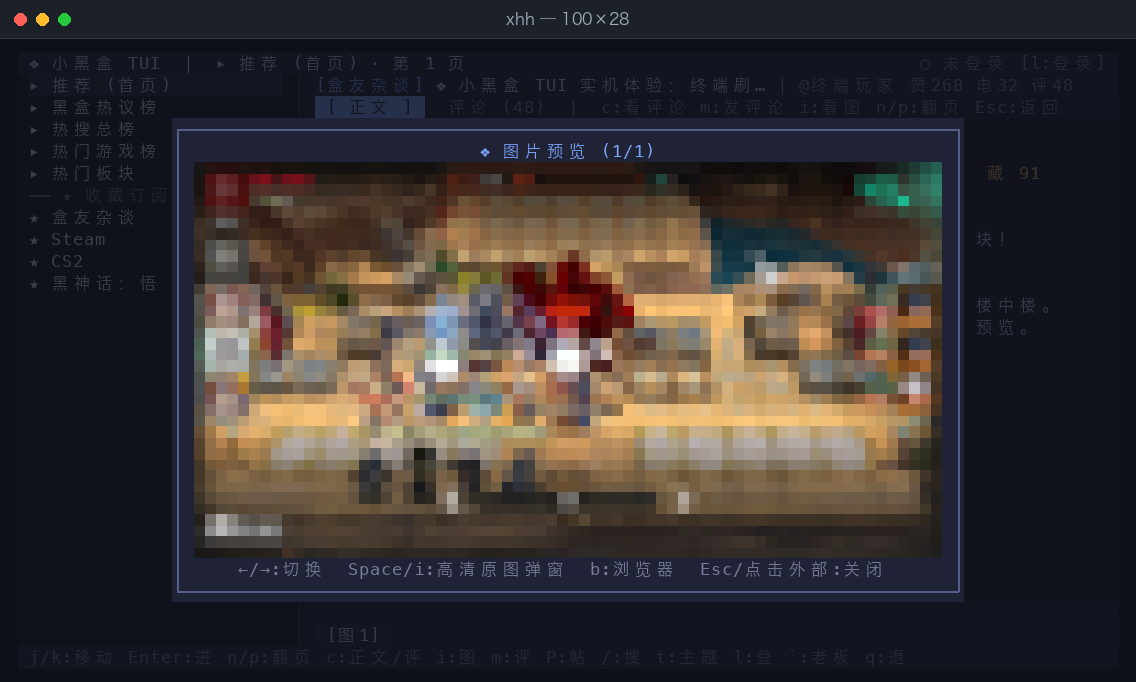 xhh — 100×28
❖ 小黑盒 TUI | ▸ 推荐 (首页) · 第 1 页 ○ 未登录 [l:登录]
▸ 推荐 (首页)
▸ 黑盒热议榜
▸ 热搜总榜
▸ 热门游戏榜
▸ 热门板块
── ★ 收藏订阅
★ 盒友杂谈
★ Steam
★ CS2
★ 黑神话: 悟
[盒友杂谈] ❖ 小黑盒 TUI 实机体验: 终端刷… | @终端玩家 赞268 电32 评48
[ 正文 ] 评论 (48) | c:看评论 m:发评论 i:看图 n/p:翻页 Esc:返回
藏 91
块!
楼中楼。
预览。
❖ 图片预览 (1/1)
←/→:切换 Space/i:高清原图弹窗 b:浏览器 Esc/点击外部:关闭
[图1]
j/k:移动 Enter:进 n/p:翻页 c:正文/评 i:图 m:评 P:帖 /:搜 t:主题 l:登 `:老板 q:退